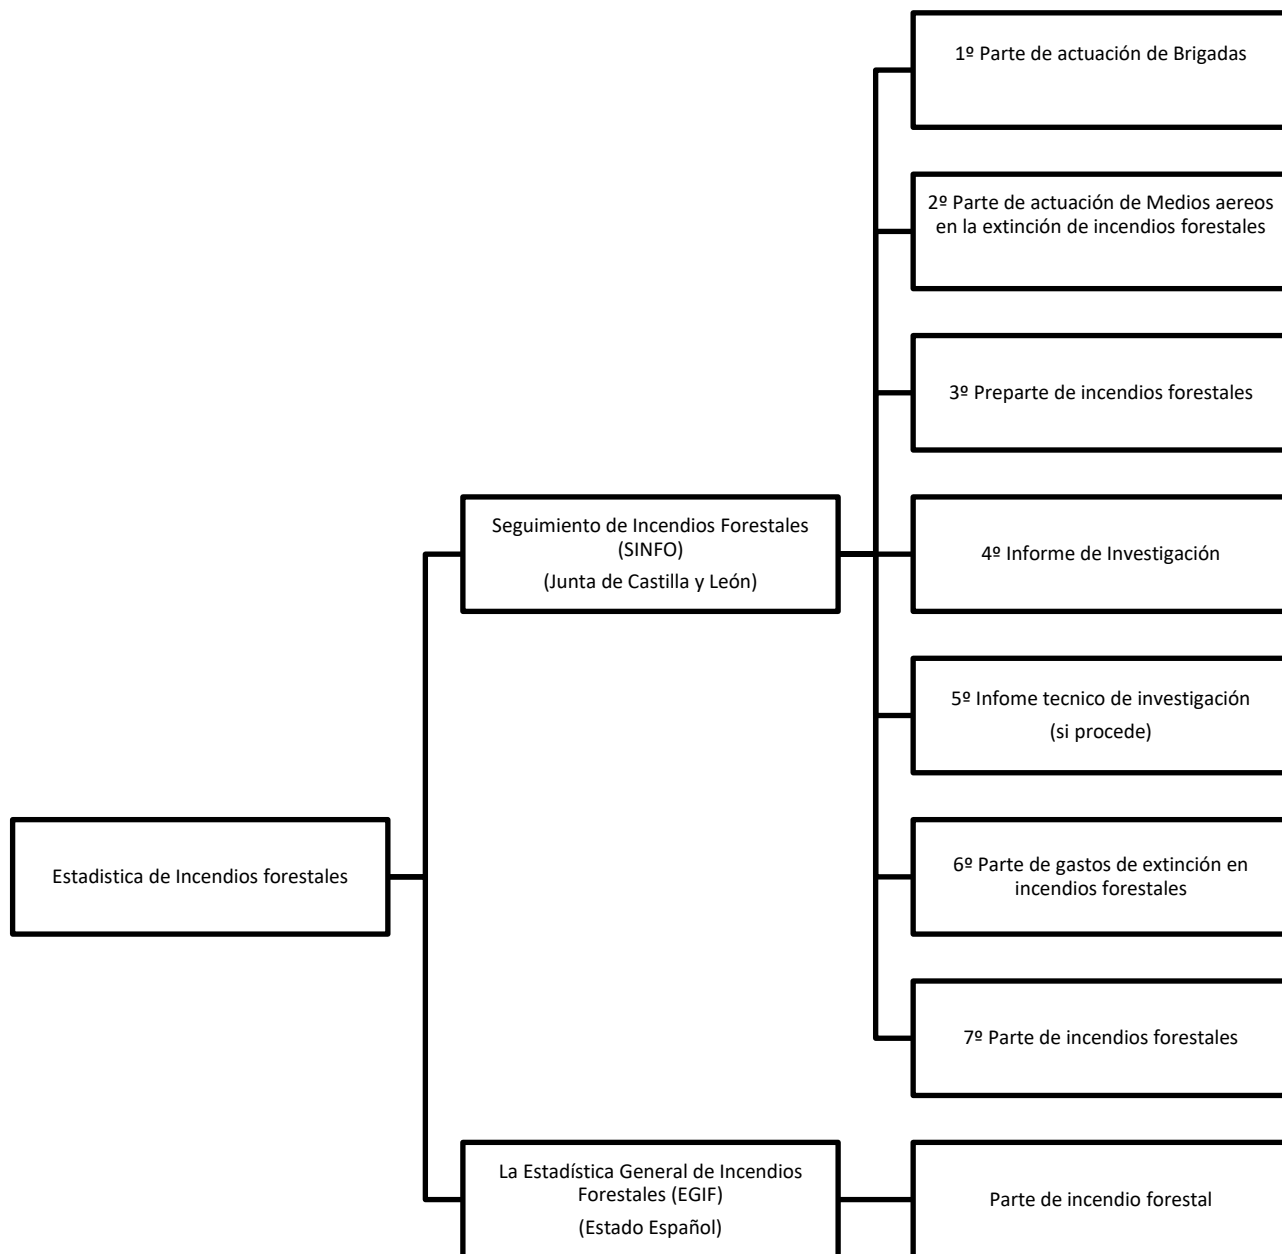 1º Parte de actuación de Brigadas
2º Parte de actuación de Medios aereos
en la extinción de incendios forestales
3º Preparte de incendios forestales
Seguimiento de Incendios Forestales
(SINFO)
(Junta de Castilla y León)
4º Informe de Investigación
5º Infome tecnico de investigación
(si procede)
Estadistica de Incendios forestales
6º Parte de gastos de extinción en
incendios forestales
7º Parte de incendios forestales
La Estadística General de Incendios
Forestales (EGIF)
(Estado Español)
Parte de incendio forestal